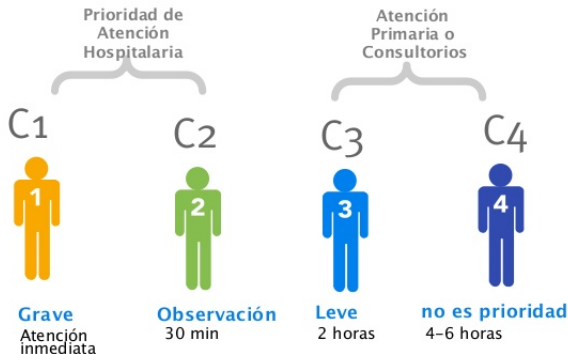 Prioridad de
Atención
Hospitalaria
Atención
Primaria o
Consultorios
C1
C2
C3
C4
1
2
3
4
Grave
Atención
inmediata
Observación
30 min
Leve
2 horas
no es prioridad
4-6 horas